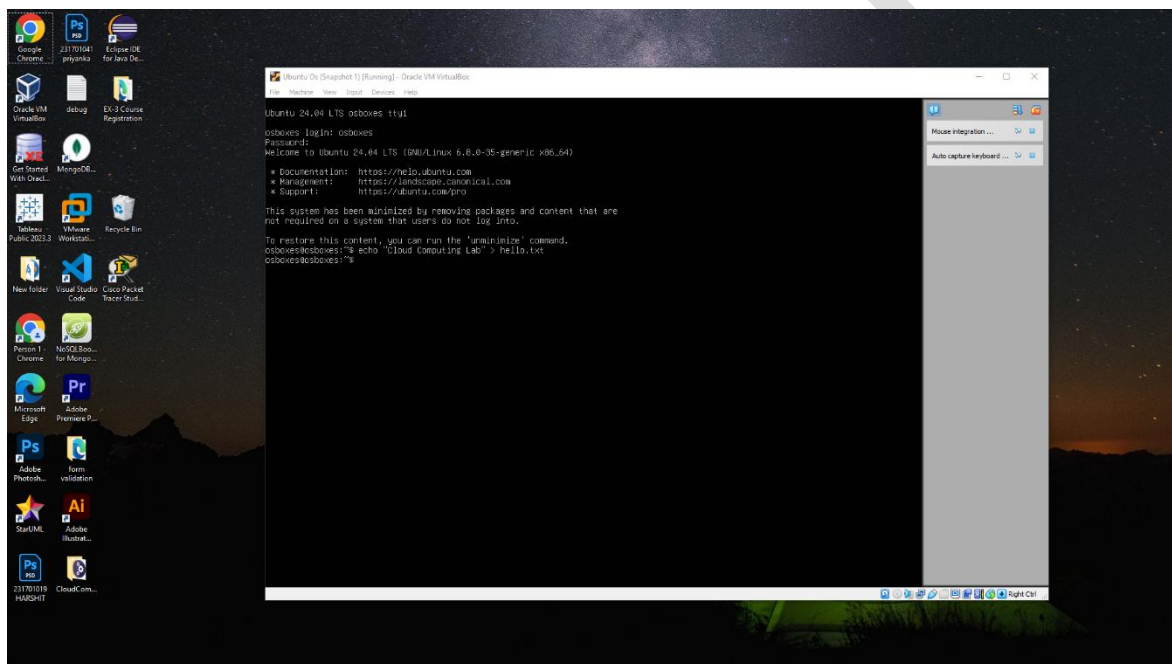 Google Chrome
231701041 priyanka
Eclipse IDE for Java De...
Oracle VM VirtualBox
debug
EX-3 Course Registration
Get Started With Oracl...
MongoDB...
Tableau Public 2023.3
VMware Workstati...
Recycle Bin
New folder
Visual Studio Code
Cisco Packet Tracer Stud...
Person 1 - Chrome
NoSQLBoo... for Mongo...
Microsoft Edge
Adobe Premiere P...
Adobe Photosh...
form validation
StarUML
Adobe Illustrat...
231701019 HARSHIT
CloudCom...
Ubuntu Os (Snapshot 1) [Running] - Oracle VM VirtualBox
File Machine View Input Devices Help
Ubuntu 24.04 LTS osboxes tty1
osboxes login: osboxes
Password:
Welcome to Ubuntu 24.04 LTS (GNU/Linux 6.8.0-35-generic x86_64)
* Documentation: https://help.ubuntu.com
* Management: https://landscape.canonical.com
* Support: https://ubuntu.com/pro
This system has been minimized by removing packages and content that are
not required on a system that users do not log into.
To restore this content, you can run the 'unminimize' command.
osboxes@osboxes:~$ echo "Cloud Computing Lab" > hello.txt
osboxes@osboxes:~$
Mouse integration ...
Auto capture keyboard ...
Right Ctrl